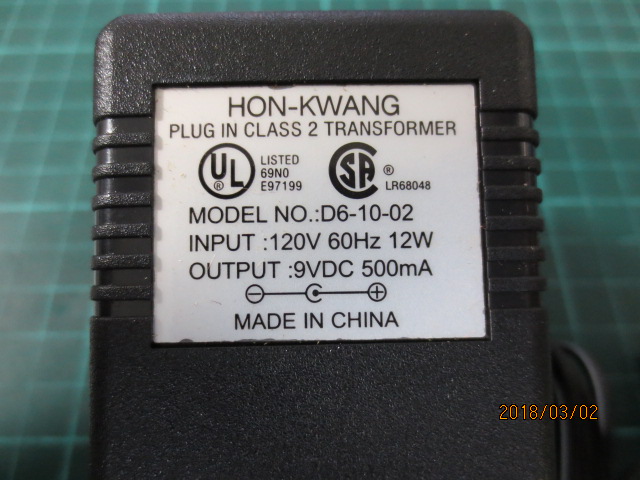 HON-KWANG
PLUG IN CLASS 2 TRANSFORMER
UL ® LISTED
69N0
E97199
SA ®
LR68048
MODEL NO.:D6-10-02
INPUT :120V 60Hz 12W
OUTPUT :9VDC 500mA
MADE IN CHINA
2018/03/02